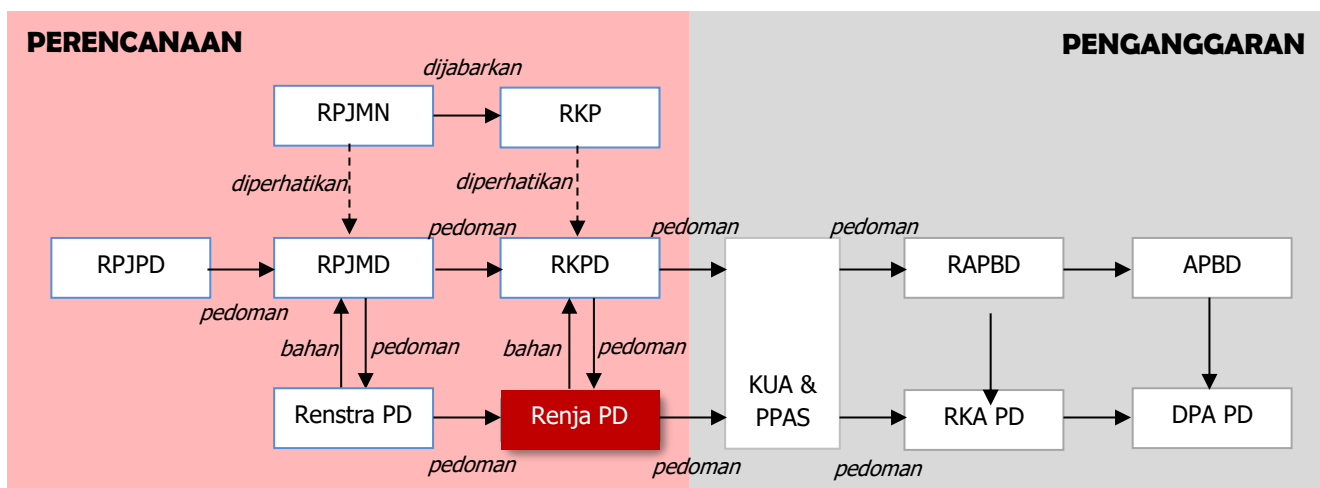 PERENCANAAN
PENGANGGARAN
dijabarkan
RPJMN
RKP
diperhatikan
diperhatikan
pedoman
pedoman
pedoman
RPJPD
RPJMD
RKPD
RAPBD
APBD
pedoman
bahan
pedoman
bahan
pedoman
KUA &
PPAS
Renstra PD
Renja PD
RKA PD
DPA PD
pedoman
pedoman
pedoman